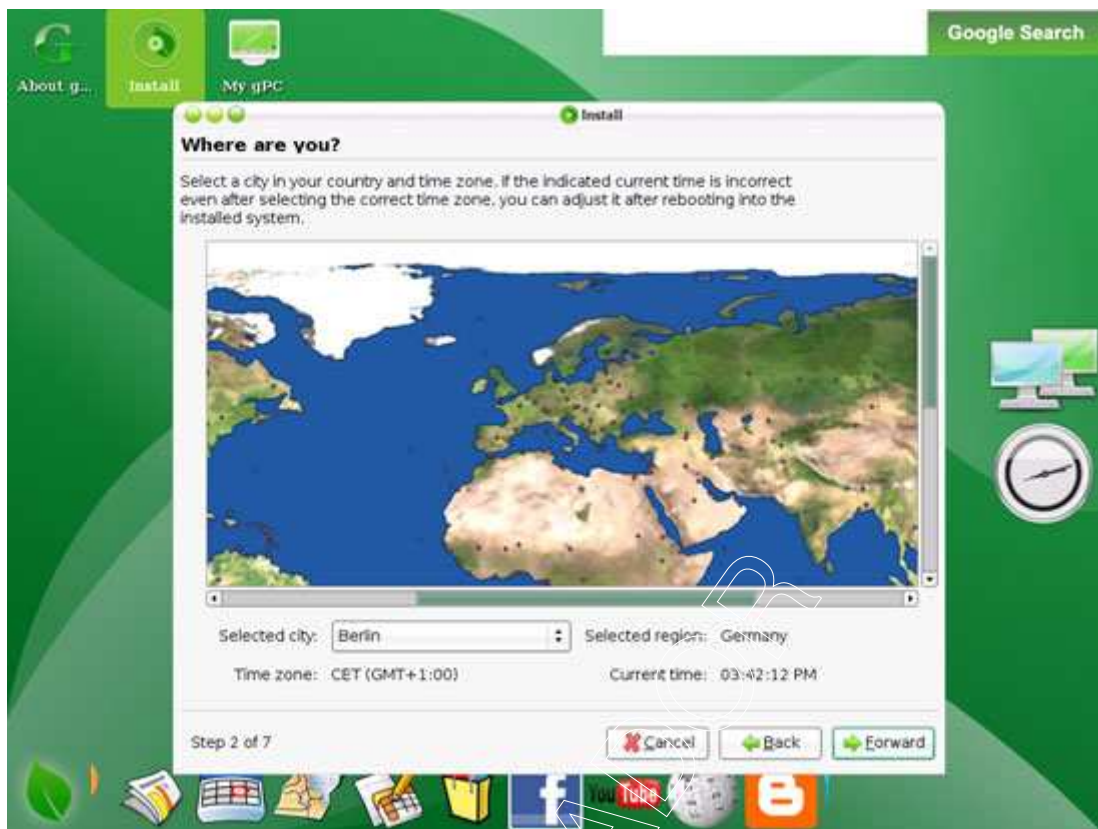 Google Search
About g...
Install
My gPC
Install
Where are you?
Select a city in your country and time zone. If the indicated current time is incorrect
even after selecting the correct time zone, you can adjust it after rebooting into the
installed system.
Selected city: Berlin Selected region: Germany
Time zone: CET (GMT+1:00) Current time: 03:42:12 PM
Step 2 of 7 Cancel Back Forward
f You Tube B